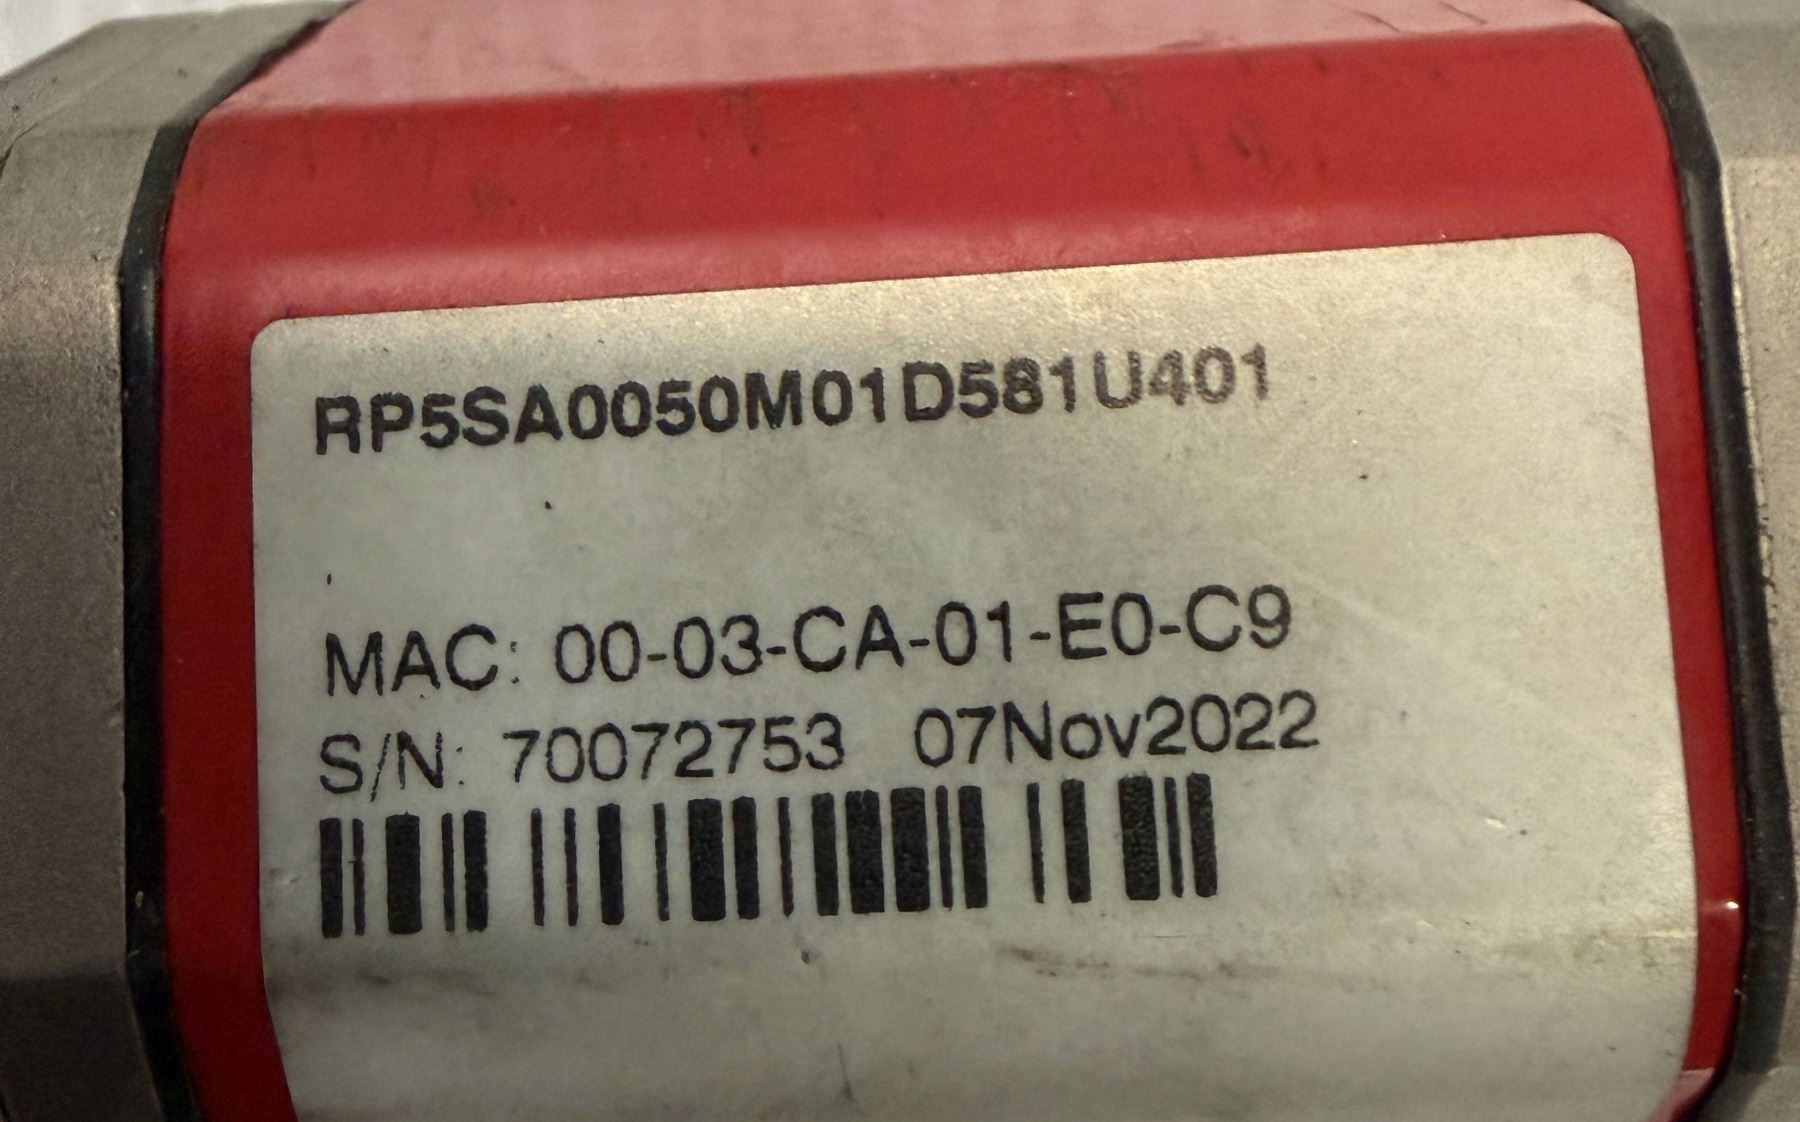 RP5SA0050M01D581U401
MAC: 00-03-CA-01-E0-C9
S/N: 70072753 07Nov2022